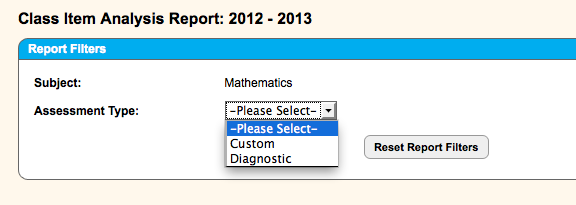 Class Item Analysis Report: 2012 - 2013
Report Filters
Subject: Mathematics
Assessment Type: -Please Select-
-Please Select-
Custom
Diagnostic
Reset Report Filters